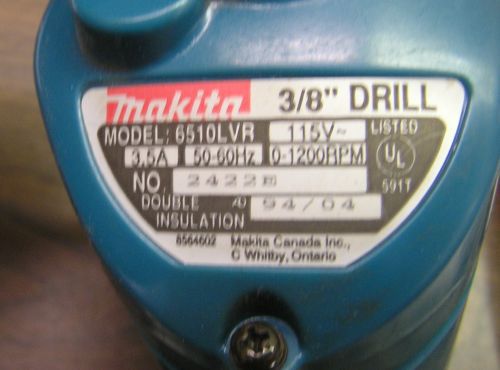 makita 3/8" DRILL
MODEL: 6510LVR 115V~ LISTED
3.5A 50-60Hz 0-1200RPM UL
NO. 2422E 591T
DOUBLE INSULATION 94/04
8564602 Makita Canada Inc.,
C Whitby, Ontario